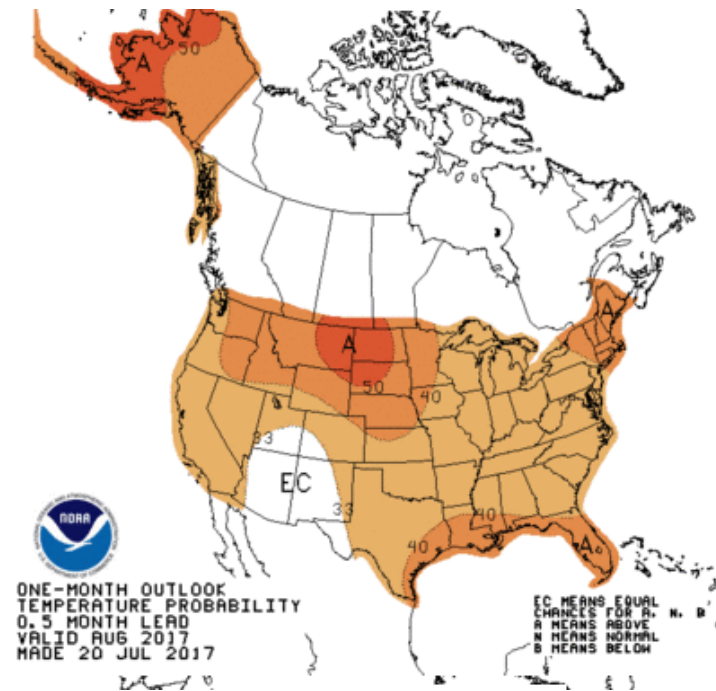 50
A
A
A
50
40
33
EC
33
40
40
A
NOAA
ONE-MONTH OUTLOOK
TEMPERATURE PROBABILITY
0.5 MONTH LEAD
VALID AUG 2017
MADE 20 JUL 2017
EC MEANS EQUAL
CHANCES FOR A, N, B
A MEANS ABOVE
N MEANS NORMAL
B MEANS BELOW